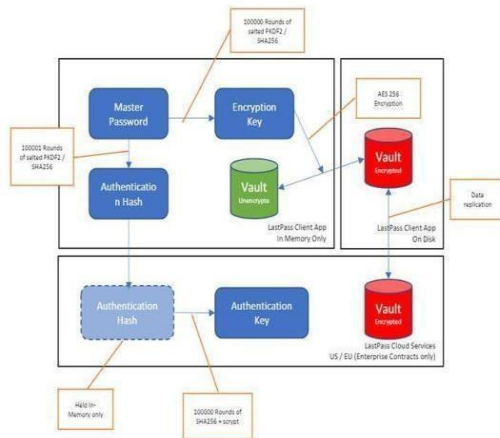 100000 Rounds
of salted PKDF2 /
SHA256
Master
Password
Encryption
Key
AES 256
Encryption
100001 Rounds
of salted PKDF2 /
SHA256
Vault
Encrypted
Authenticatio
n Hash
Vault
Unencrypte
Data
replication
LastPass Client App
In Memory Only
LastPass Client App
On Disk
Authentication
Hash
Authentication
Key
Vault
Encrypted
LastPass Cloud Services
US / EU (Enterprise Contracts only)
Held In-
Memory only
100000 Rounds of
SHA256 + scrypt